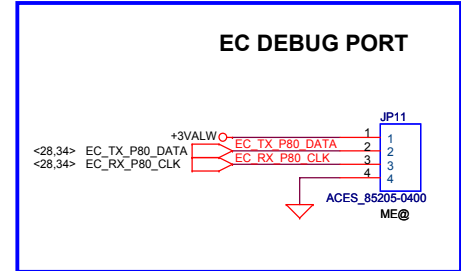 EC DEBUG PORT
JP11
+3VALW 1 1
<28,34> EC_TX_P80_DATA EC_TX_P80_DATA 2 2
<28,34> EC_RX_P80_CLK EC_RX_P80_CLK 3 3
4 4
ACES_85205-0400
ME@